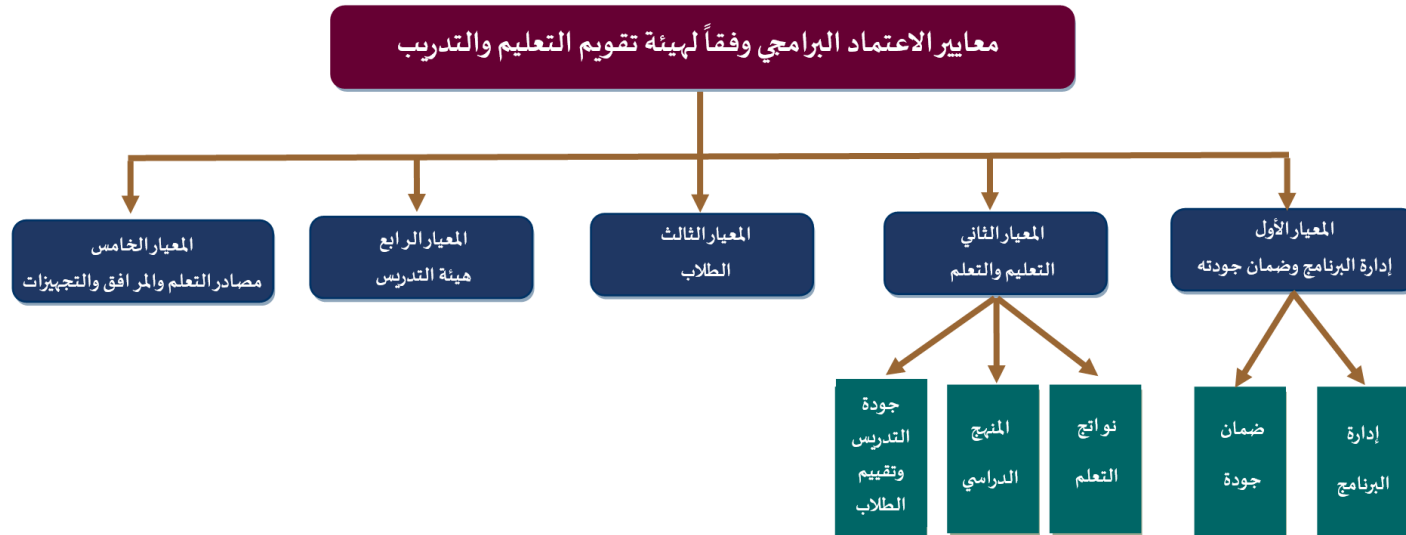 معايير الاعتماد البرامجي وفقاً لهيئة تقويم التعليم والتدريب
المعيار الأول
إدارة البرنامج وضمان جودته
المعيار الثاني
التعليم والتعلم
المعيار الثالث
الطلاب
المعيار الرابع
هيئة التدريس
المعيار الخامس
مصادر التعلم والمرافق والتجهيزات
إدارة
البرنامج
ضمان
جودة
نواتج
التعلم
المنهج
الدراسي
جودة
التدريس
وتقييم
الطلاب